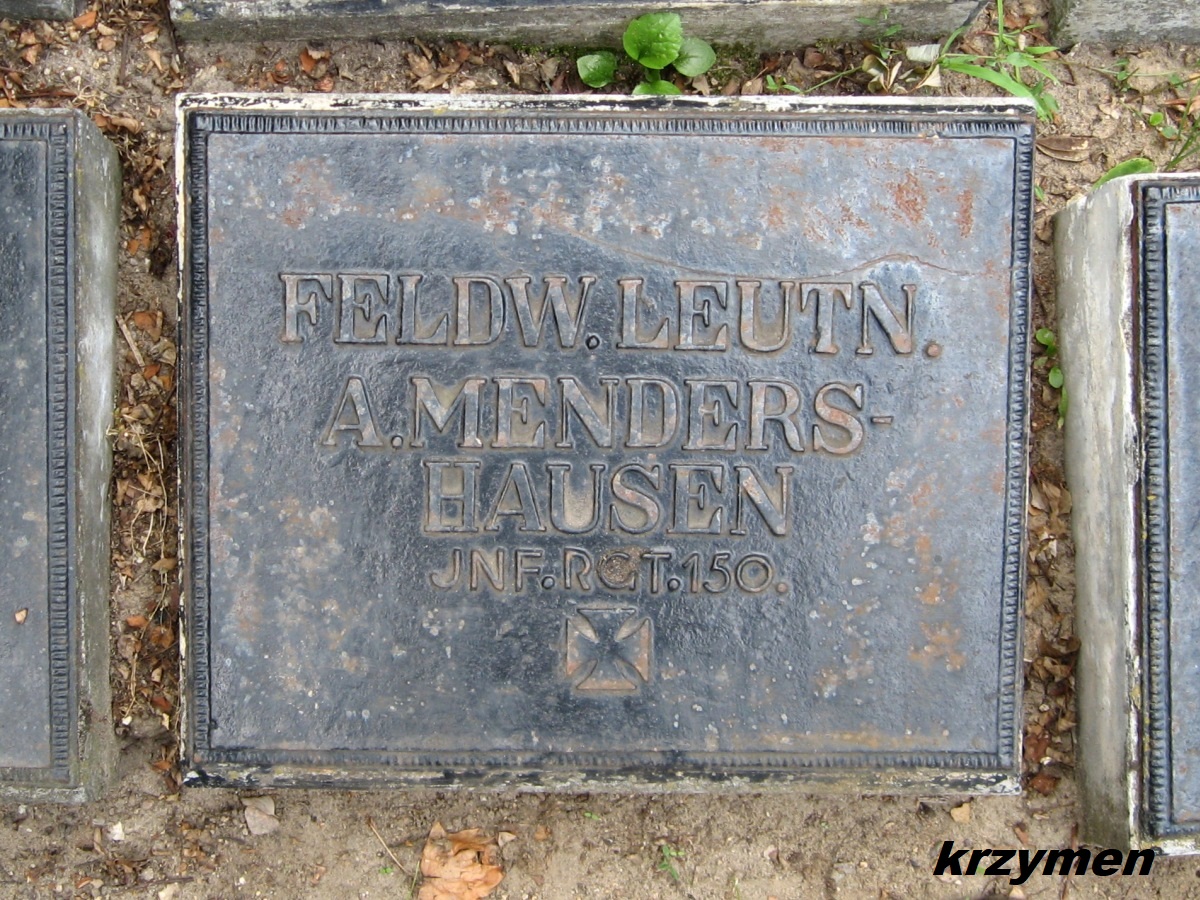 FELDW. LEUTN.
A. MENDERS-
HAUSEN
JNF. RGT. 150.
krzymen